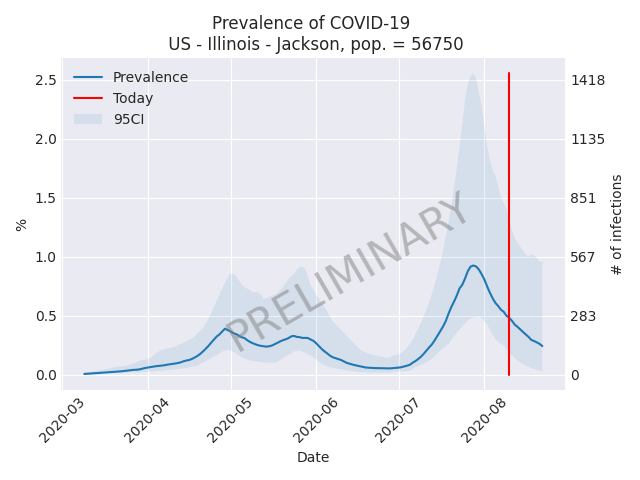 Prevalence of COVID-19
US - Illinois - Jackson, pop. = 56750
Prevalence
Today
95CI
PRELIMINARY
%
2.5
2.0
1.5
1.0
0.5
0.0
1418
1135
851
567
283
0
# of infections
2020-03
2020-04
2020-05
2020-06
2020-07
2020-08
Date